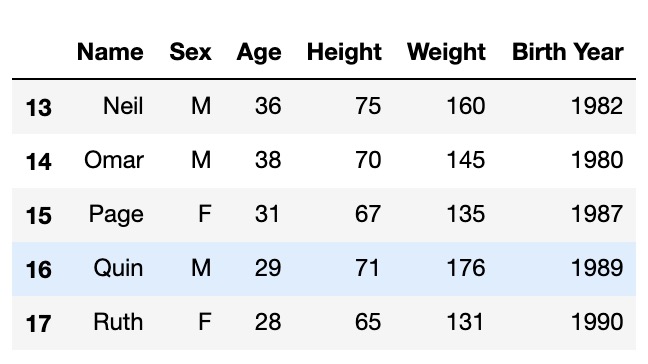 Name Sex Age Height Weight Birth Year
13 Neil M 36 75 160 1982
14 Omar M 38 70 145 1980
15 Page F 31 67 135 1987
16 Quin M 29 71 176 1989
17 Ruth F 28 65 131 1990